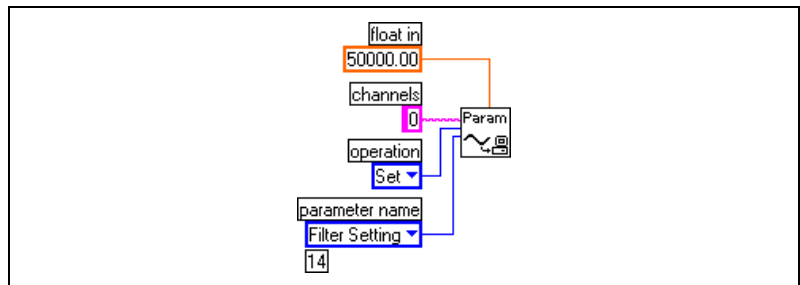 float in
50000.00
channels
0
Param
operation
Set
parameter name
Filter Setting
14